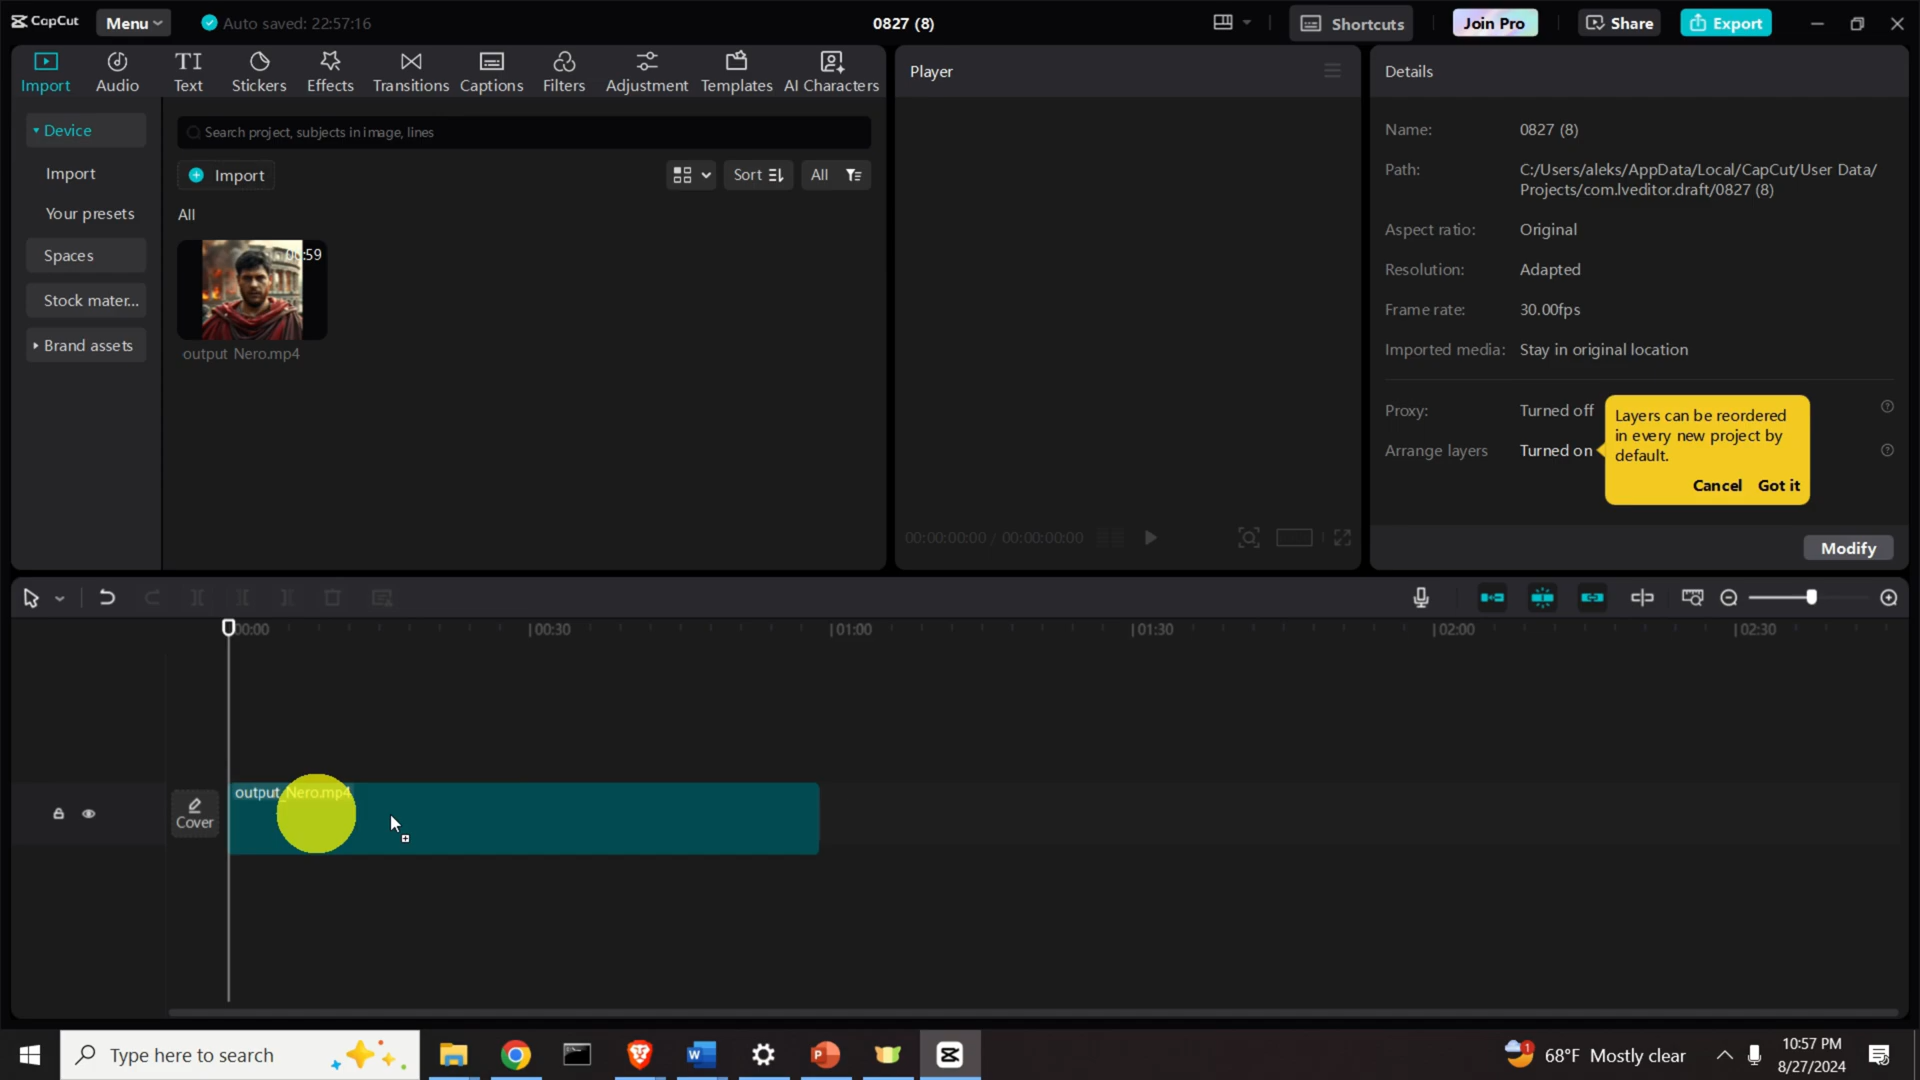 CapCut
Menu
Auto saved: 22:57:16
0827 (8)
Shortcuts
Join Pro
Share
Export
Import
Audio
TI
Text
Stickers
Effects
Transitions
Captions
Filters
Adjustment
Templates
AI Characters
Device
Import
Your presets
Spaces
Stock mater...
Brand assets
Search project, subjects in image, lines
Import
Sort
All
All
00:59
output Nero.mp4
Player
00:00:00:00 / 00:00:00:00
Details
Name: 0827 (8)
Path: C:/Users/aleks/AppData/Local/CapCut/User Data/
Projects/com.lveditor.draft/0827 (8)
Aspect ratio: Original
Resolution: Adapted
Frame rate: 30.00fps
Imported media: Stay in original location
Proxy: Turned off
Arrange layers Turned on
Layers can be reordered
in every new project by
default.
Cancel Got it
Modify
00:00 00:30 01:00 01:30 02:00 02:30
output_Nero.mp4
Cover
Type here to search
68°F Mostly clear
10:57 PM
8/27/2024